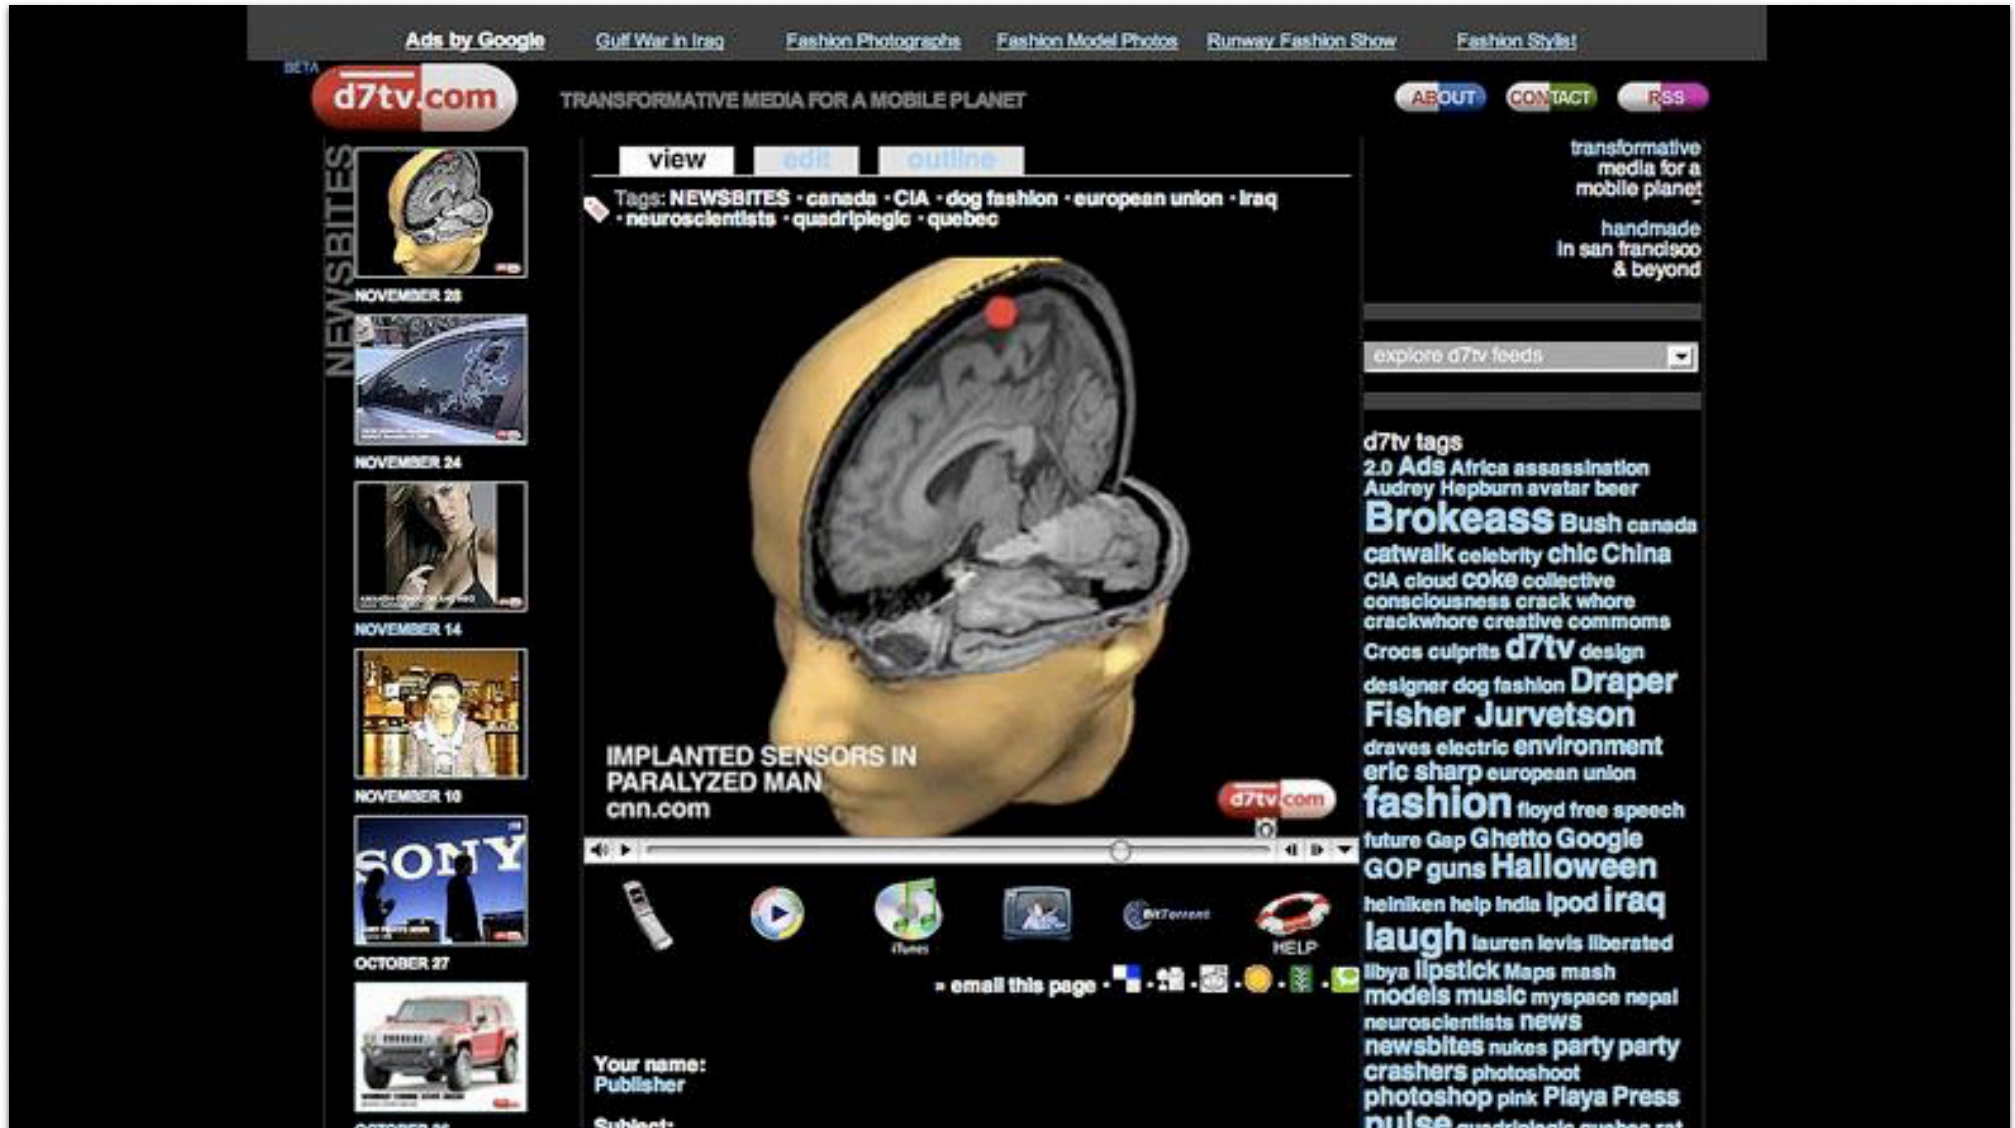 Ads by Google Gulf War in Iraq Fashion Photographs Fashion Model Photos Runway Fashion Show Fashion Stylist
BETA
d7tv.com
TRANSFORMATIVE MEDIA FOR A MOBILE PLANET
ABOUT CONTACT RSS
NEWSBITES
NOVEMBER 28
NOVEMBER 24
NOVEMBER 14
NOVEMBER 10
SONY
OCTOBER 27
view edit outline
Tags: NEWSBITES • canada • CIA • dog fashion • european union • Iraq
• neuroscientists • quadriplegic • quebec
IMPLANTED SENSORS IN
PARALYZED MAN
cnn.com
d7tv.com
iTunes
BitTorrent
HELP
» email this page
Your name:
Publisher
Subject:
transformative
media for a
mobile planet
-
handmade
in san francisco
& beyond
explore d7tv feeds
d7tv tags
2.0 Ads Africa assassination
Audrey Hepburn avatar beer
Brokeass Bush canada
catwalk celebrity chic China
CIA cloud coke collective
consciousness crack whore
crackwhore creative commoms
Crocs culprits d7tv design
designer dog fashion Draper
Fisher Jurvetson
draves electric environment
eric sharp european union
fashion floyd free speech
future Gap Ghetto Google
GOP guns Halloween
heiniken help India ipod iraq
laugh lauren levis liberated
libya lipstick Maps mash
models music myspace nepal
neuroscientists news
newsbites nukes party party
crashers photoshoot
photoshop pink Playa Press
pulse quadriplegic quebec rat